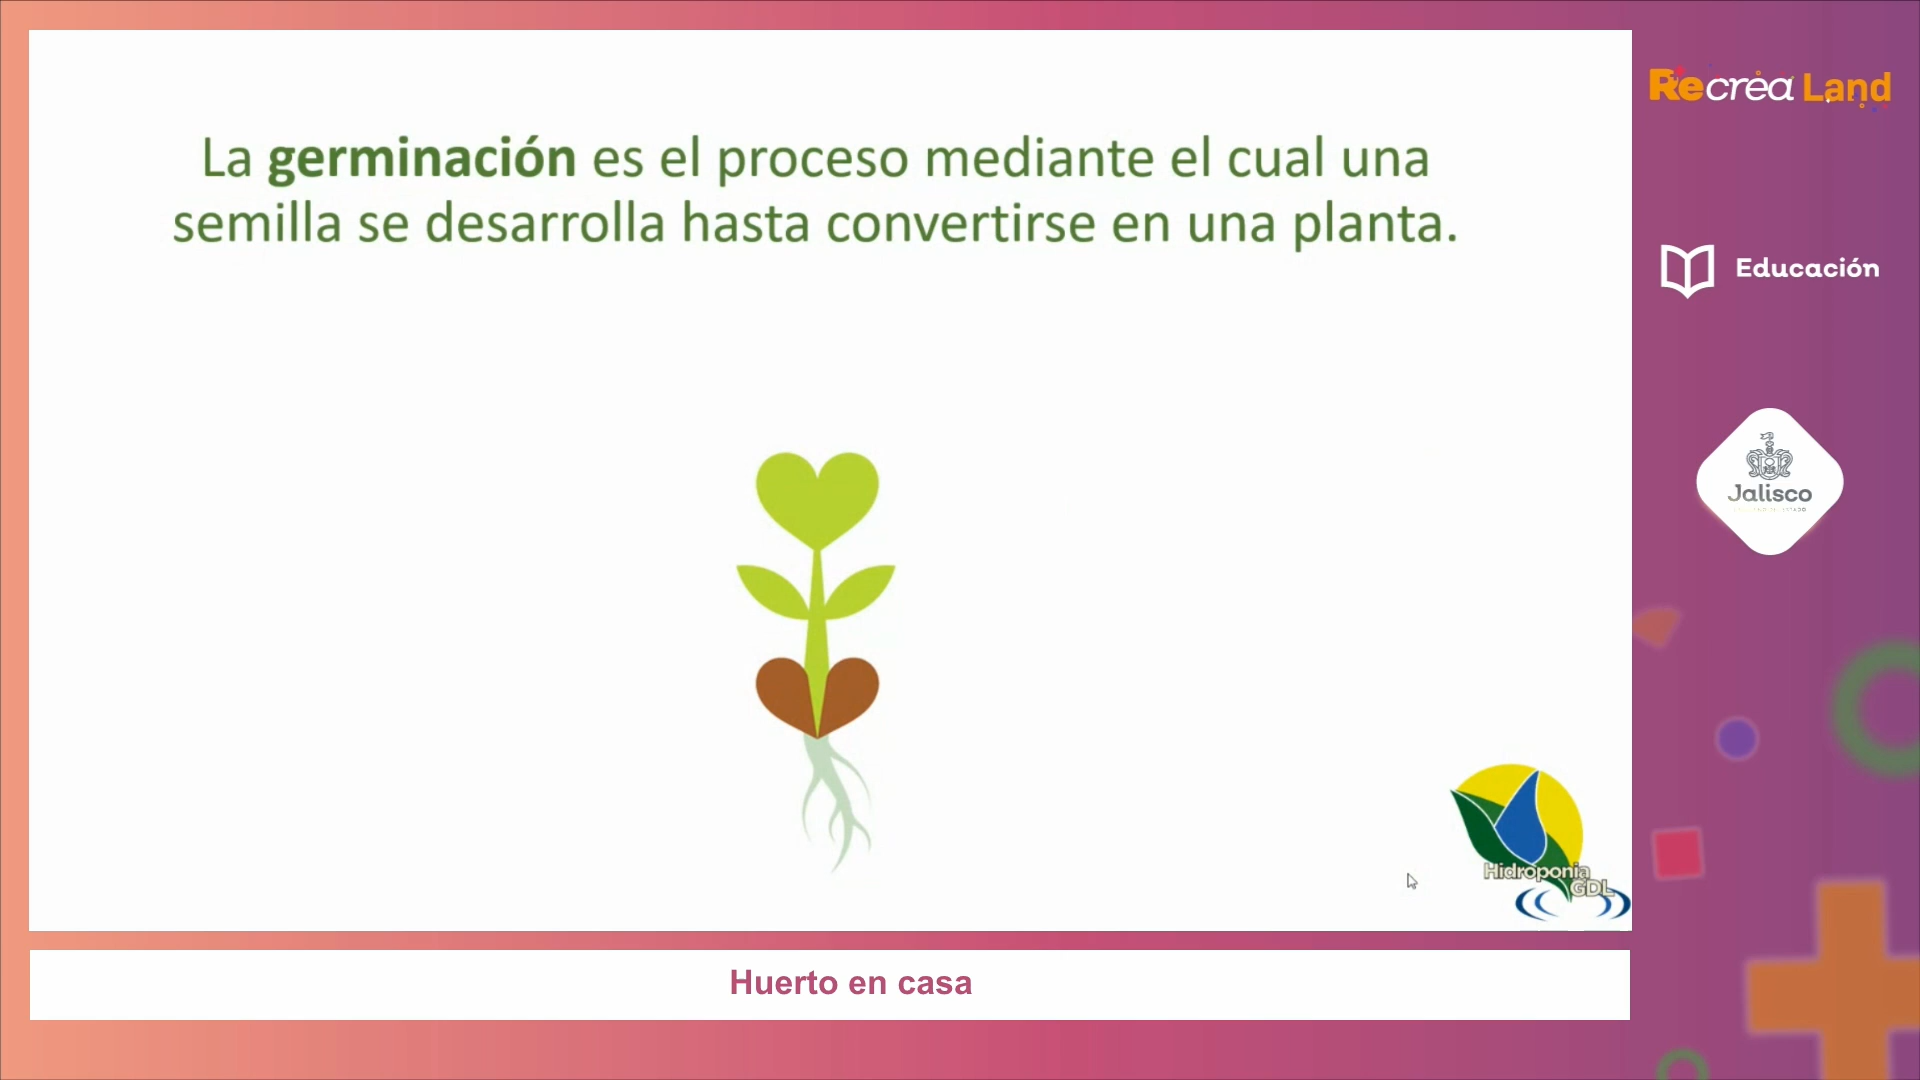 La germinación es el proceso mediante el cual una
semilla se desarrolla hasta convertirse en una planta.
Recrea Land
Educación
Jalisco
Hidroponia
GDL
Huerto en casa